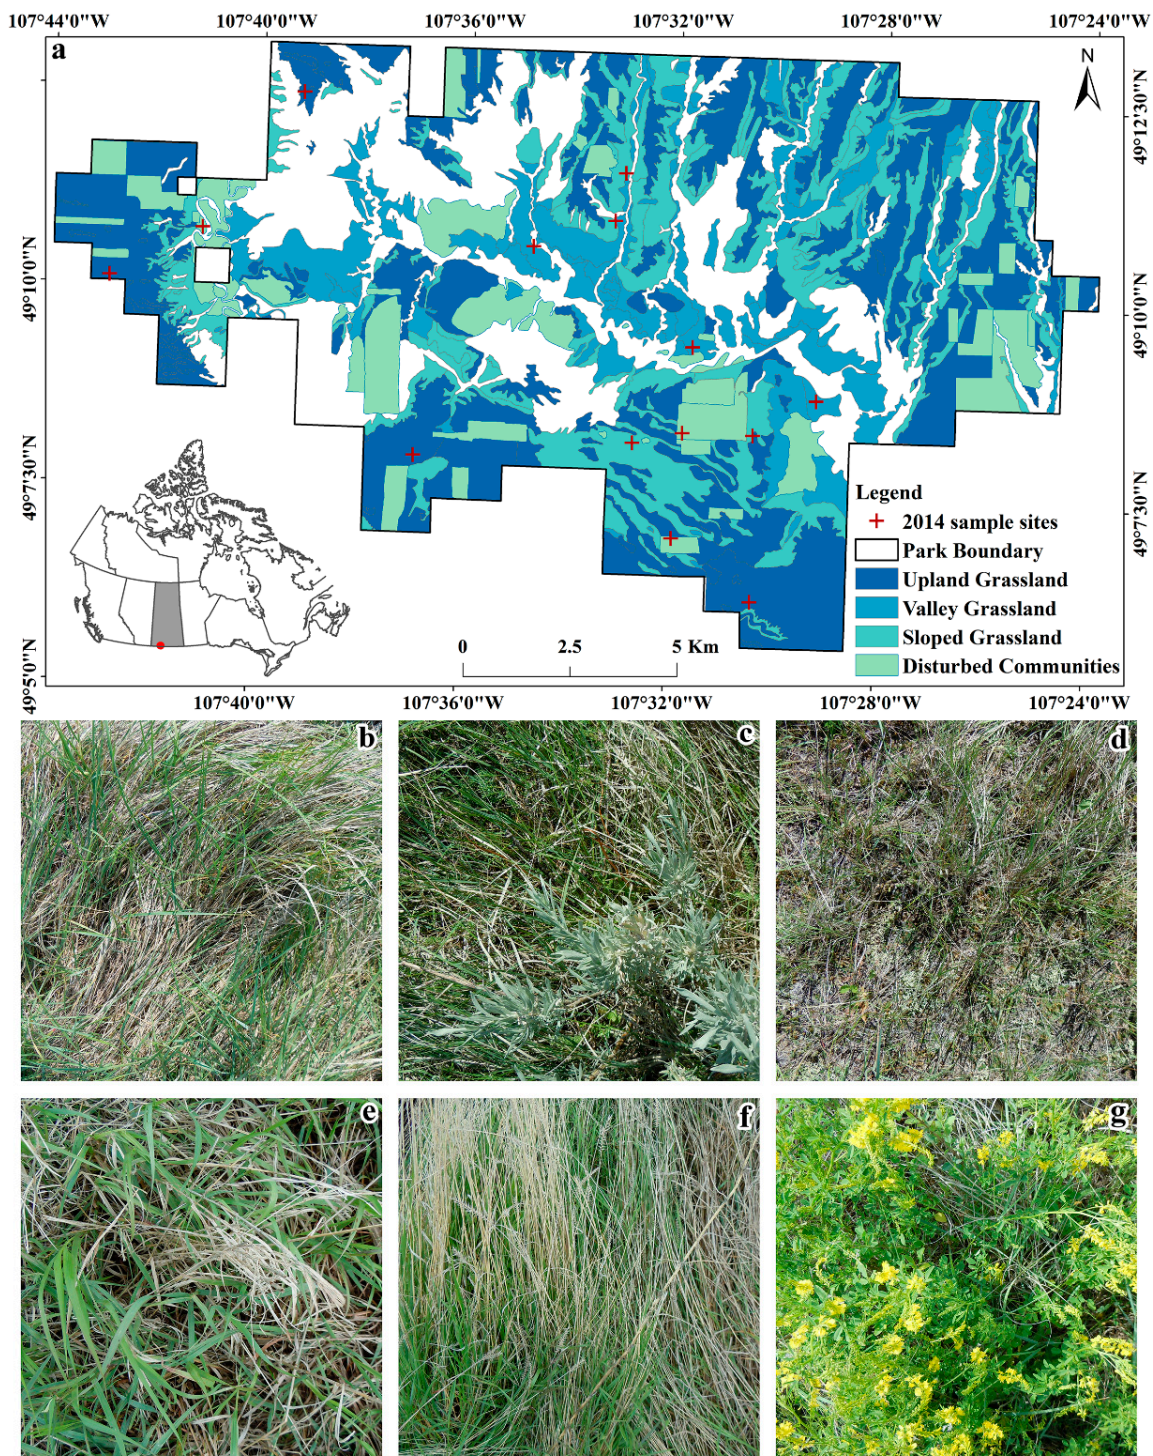 107°44'0"W 107°40'0"W 107°36'0"W 107°32'0"W 107°28'0"W 107°24'0"W
a
N
49°12'30"N
49°10'0"N
49°10'0"N
49°7'30"N
49°7'30"N
49°5'0"N
Legend
2014 sample sites
Park Boundary
Upland Grassland
Valley Grassland
Sloped Grassland
Disturbed Communities
0 2.5 5 Km
107°40'0"W 107°36'0"W 107°32'0"W 107°28'0"W 107°24'0"W
b
c
d
e
f
g